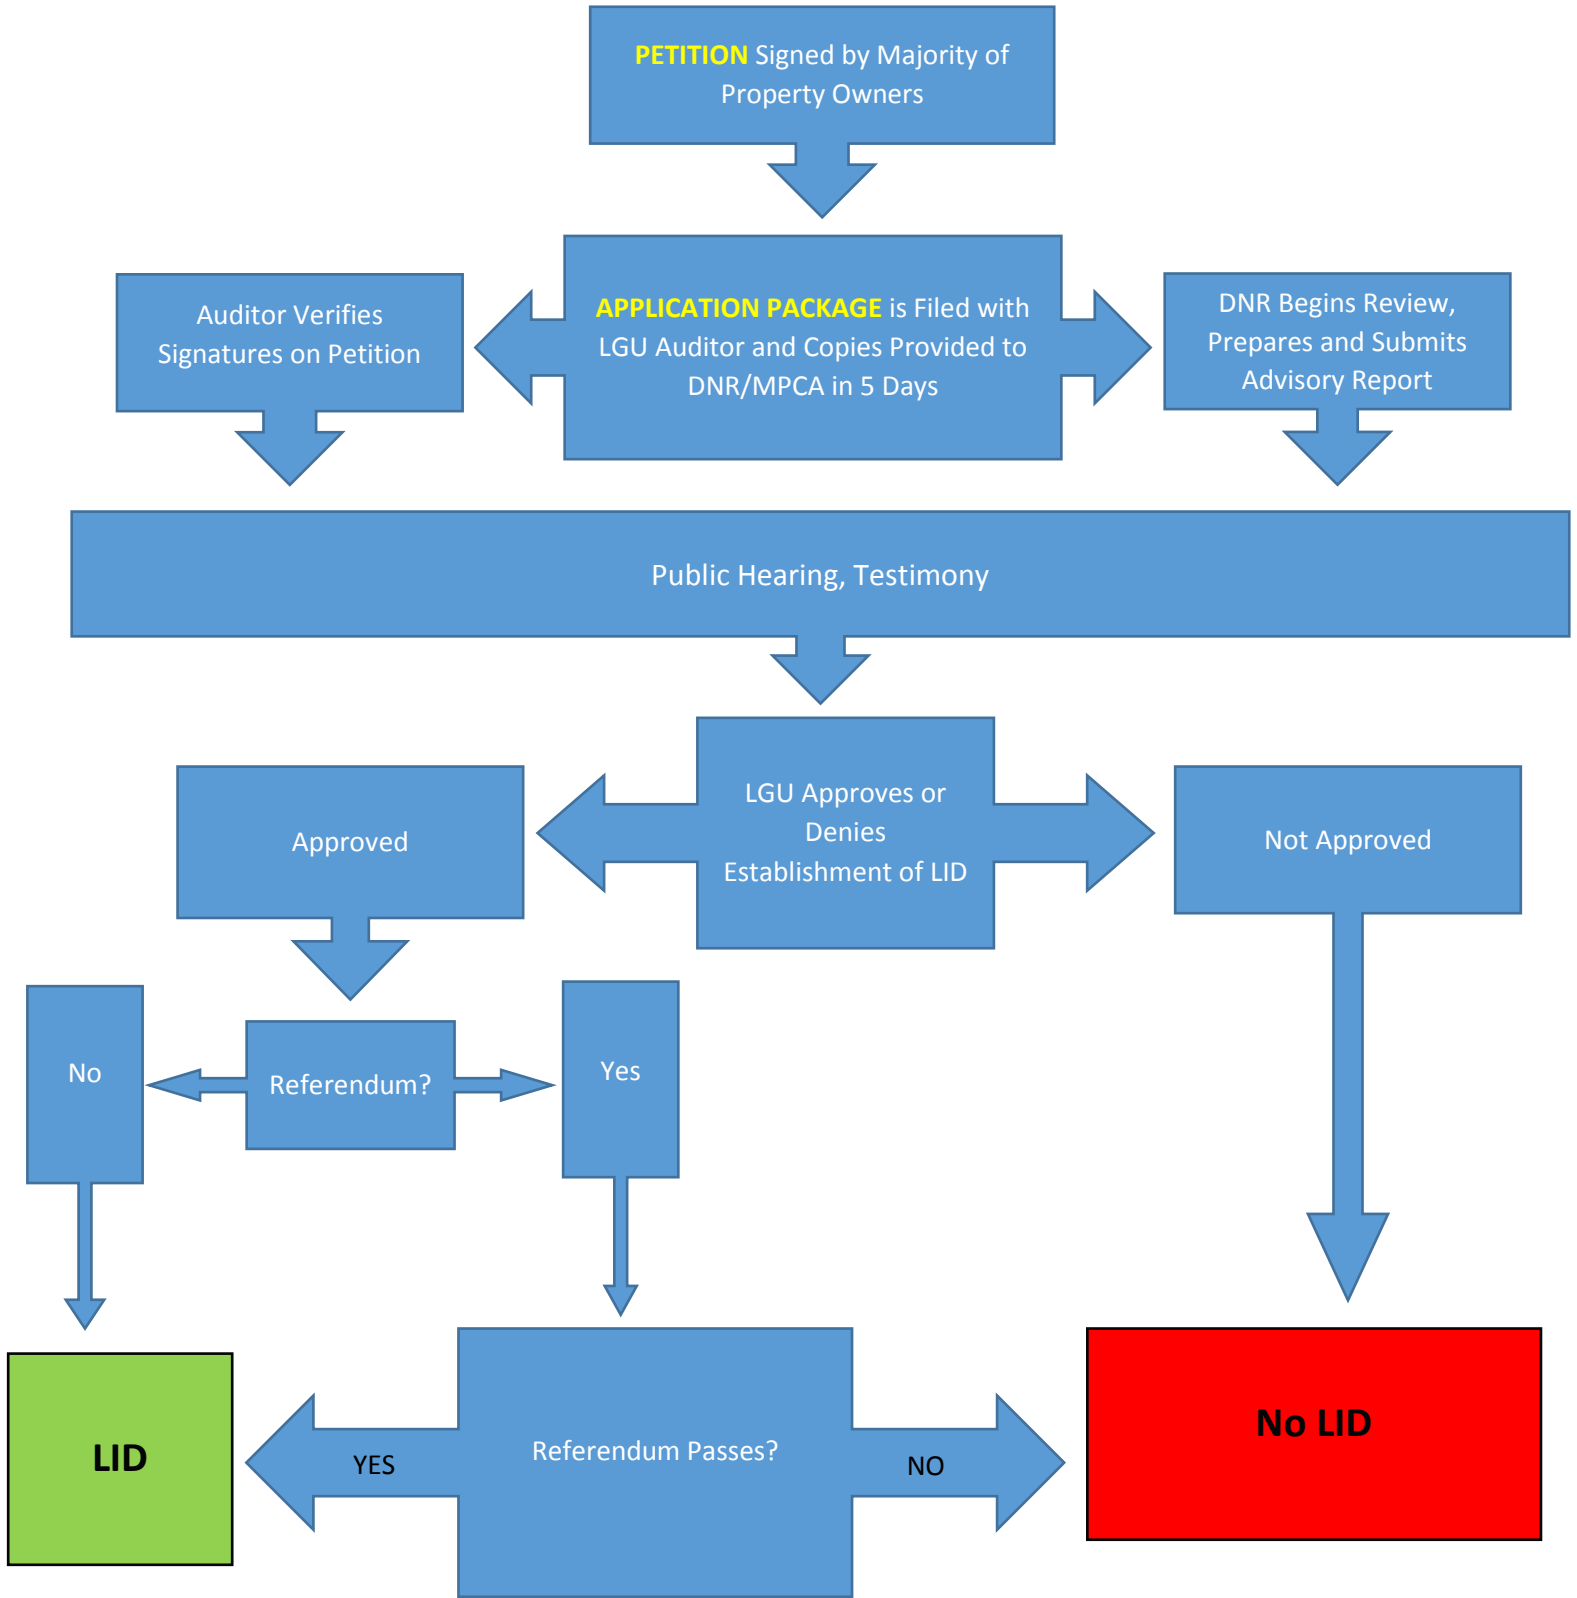 PETITION Signed by Majority of
Property Owners
Auditor Verifies
Signatures on Petition
APPLICATION PACKAGE is Filed with
LGU Auditor and Copies Provided to
DNR/MPCA in 5 Days
DNR Begins Review,
Prepares and Submits
Advisory Report
Public Hearing, Testimony
Approved
LGU Approves or
Denies
Establishment of LID
Not Approved
No
Referendum?
Yes
LID
YES
Referendum Passes?
NO
No LID